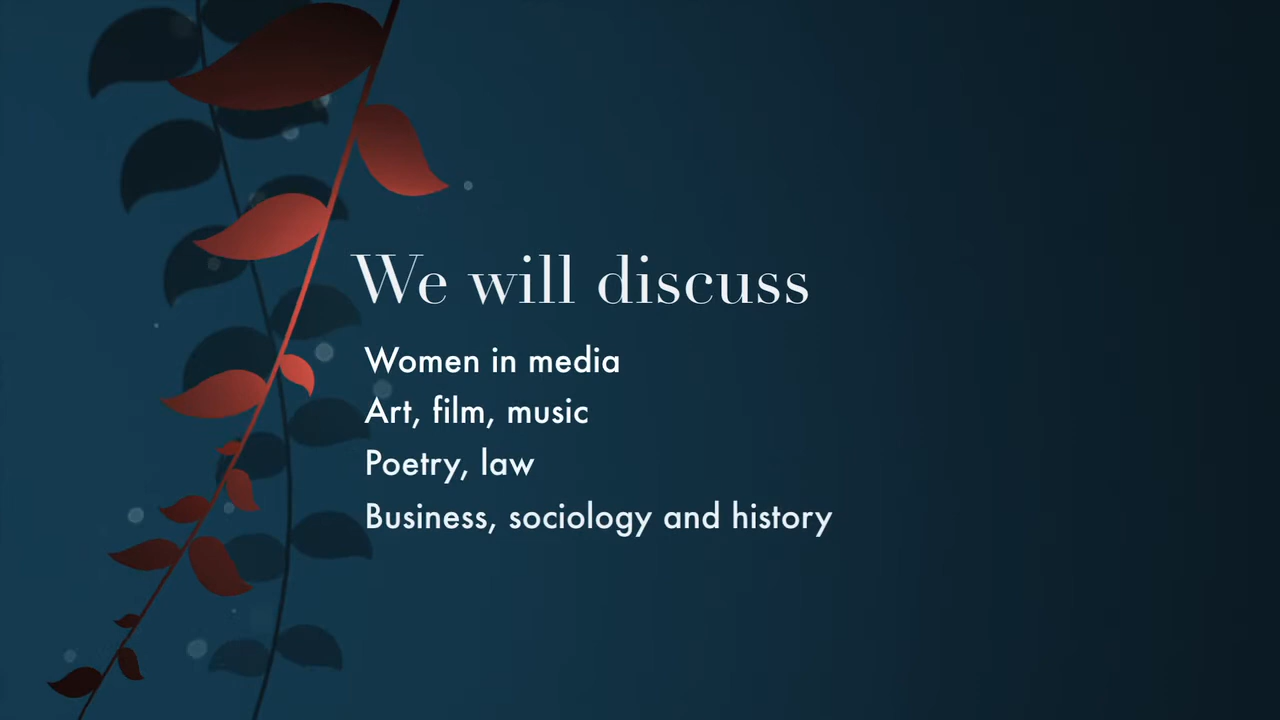 We will discuss
Women in media
Art, film, music
Poetry, law
Business, sociology and history